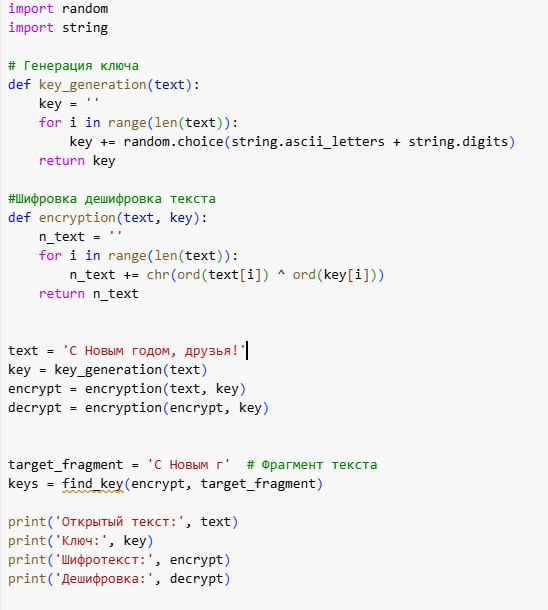 import random
import string
# Генерация ключа
def key_generation(text):
key = ''
for i in range(len(text)):
key += random.choice(string.ascii_letters + string.digits)
return key
#Шифровка дешифровка текста
def encryption(text, key):
n_text = ''
for i in range(len(text)):
n_text += chr(ord(text[i]) ^ ord(key[i]))
return n_text
text = 'С Новым годом, друзья!'
key = key_generation(text)
encrypt = encryption(text, key)
decrypt = encryption(encrypt, key)
target_fragment = 'С Новым г'  # Фрагмент текста
keys = find_key(encrypt, target_fragment)
print('Открытый текст:', text)
print('Ключ:', key)
print('Шифротекст:', encrypt)
print('Дешифровка:', decrypt)